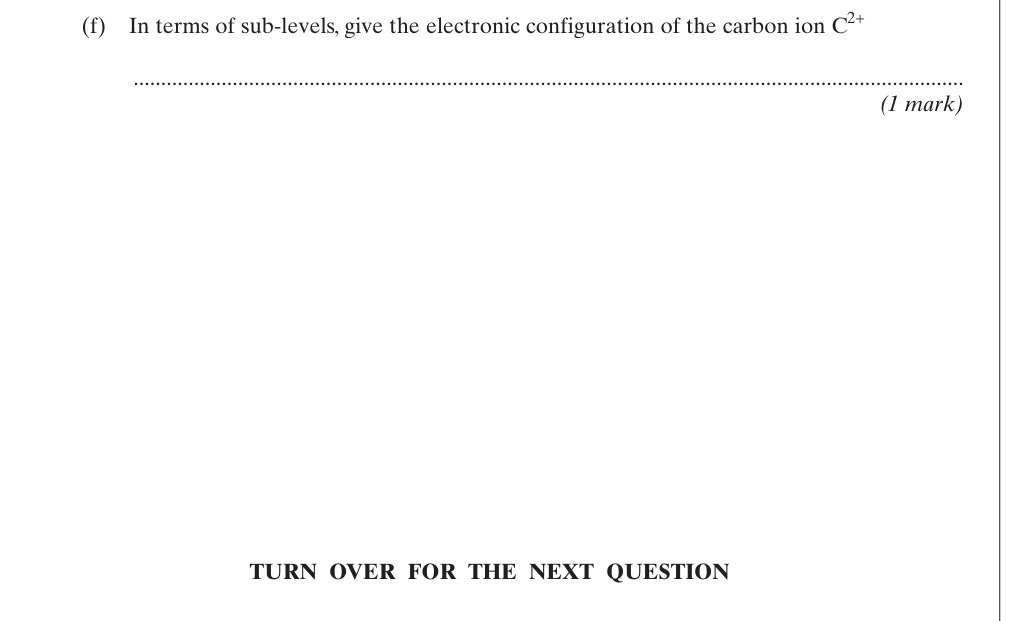 (f) In terms of sub-levels, give the electronic configuration of the carbon ion C²⁺
....................................................................................................................................................
(1 mark)
TURN OVER FOR THE NEXT QUESTION